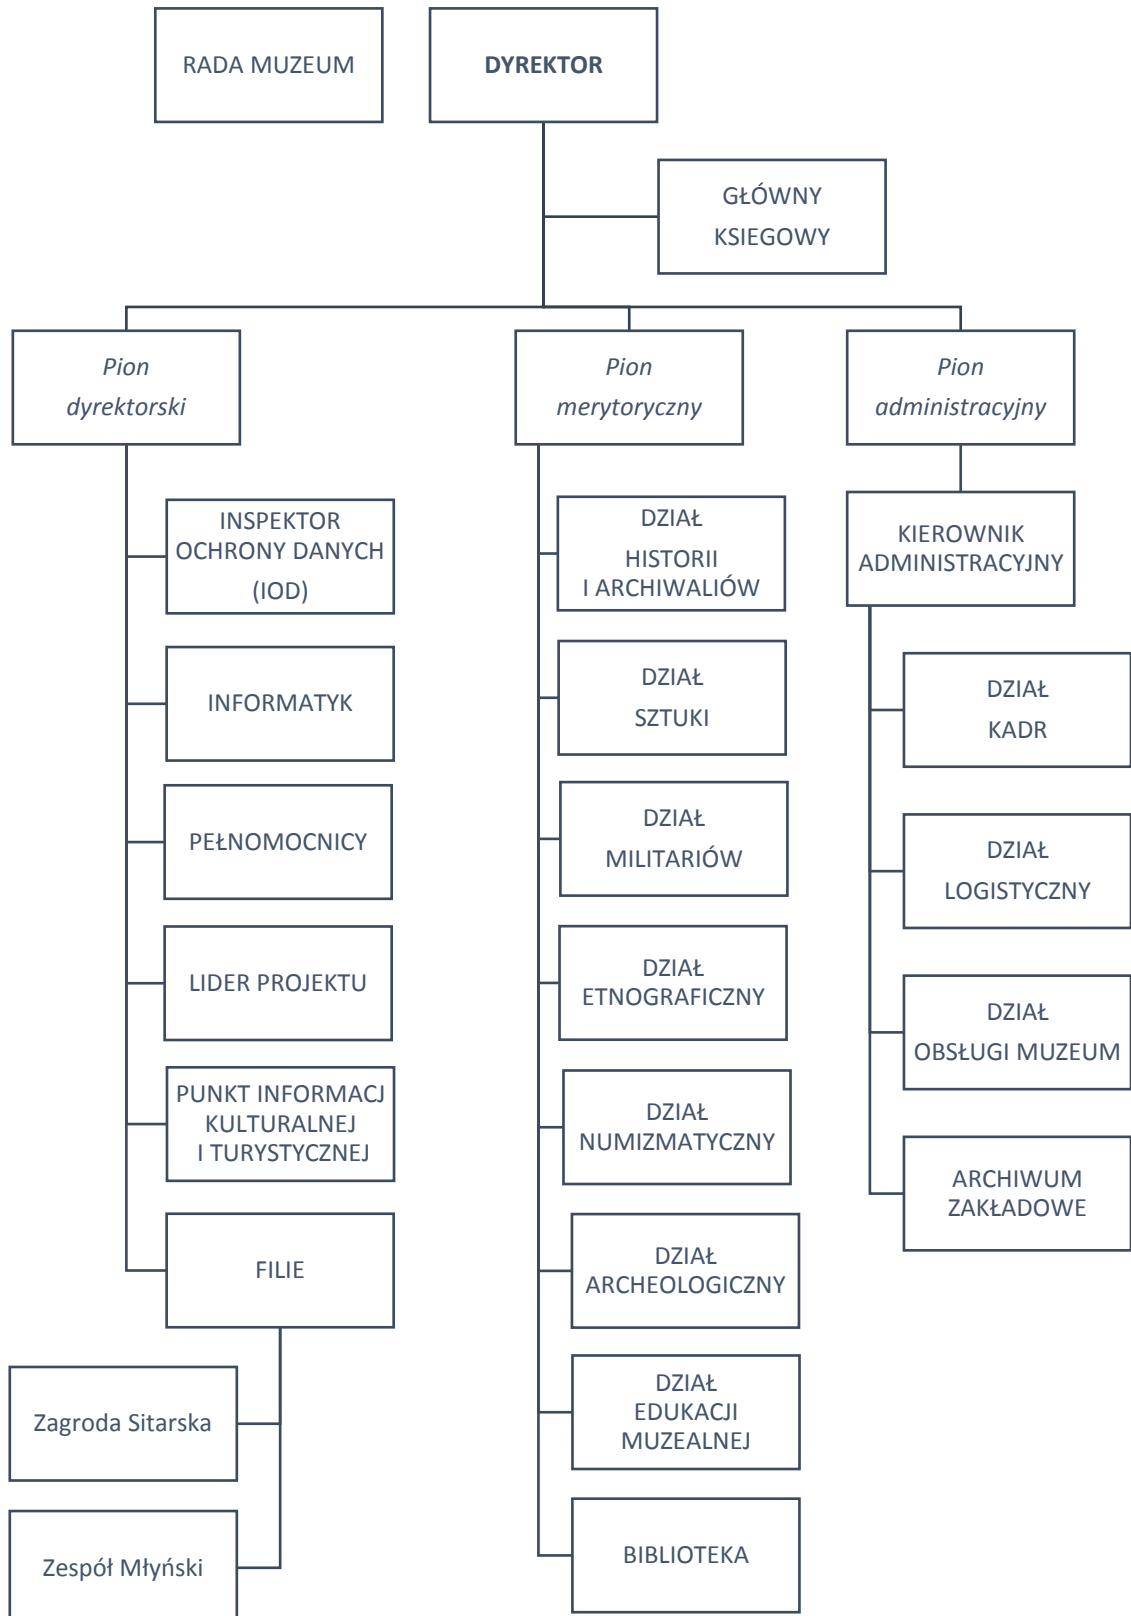 RADA MUZEUM
DYREKTOR
GŁÓWNY
KSIEGOWY
Pion
dyrektorski
INSPEKTOR
OCHRONY DANYCH
(IOD)
INFORMATYK
PEŁNOMOCNICY
LIDER PROJEKTU
PUNKT INFORMACJ
KULTURALNEJ
I TURYSTYCZNEJ
FILIE
Zagroda Sitarska
Zespół Młyński
Pion
merytoryczny
DZIAŁ
HISTORII
I ARCHIWALIÓW
DZIAŁ
SZTUKI
DZIAŁ
MILITARIÓW
DZIAŁ
ETNOGRAFICZNY
DZIAŁ
NUMIZMATYCZNY
DZIAŁ
ARCHEOLOGICZNY
DZIAŁ
EDUKACJI
MUZEALNEJ
BIBLIOTEKA
Pion
administracyjny
KIEROWNIK
ADMINISTRACYJNY
DZIAŁ
KADR
DZIAŁ
LOGISTYCZNY
DZIAŁ
OBSŁUGI MUZEUM
ARCHIWUM
ZAKŁADOWE